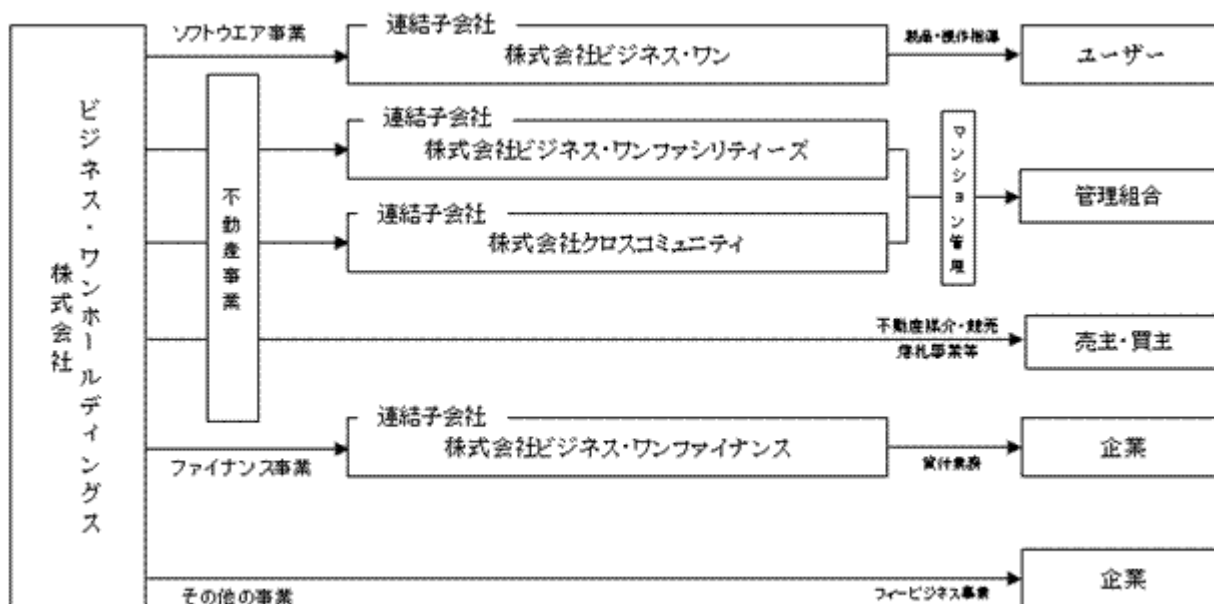 ビジネス・ワンホールディングス
株式会社
ソフトウエア事業
連結子会社
株式会社ビジネス・ワン
製品・操作指導
ユーザー
不動産事業
連結子会社
株式会社ビジネス・ワンファシリティーズ
連結子会社
株式会社クロスコミュニティ
マンション管理
管理組合
不動産媒介・競売
落札事業等
売主・買主
ファイナンス事業
連結子会社
株式会社ビジネス・ワンファイナンス
貸付業務
企業
その他の事業
フィービジネス事業
企業